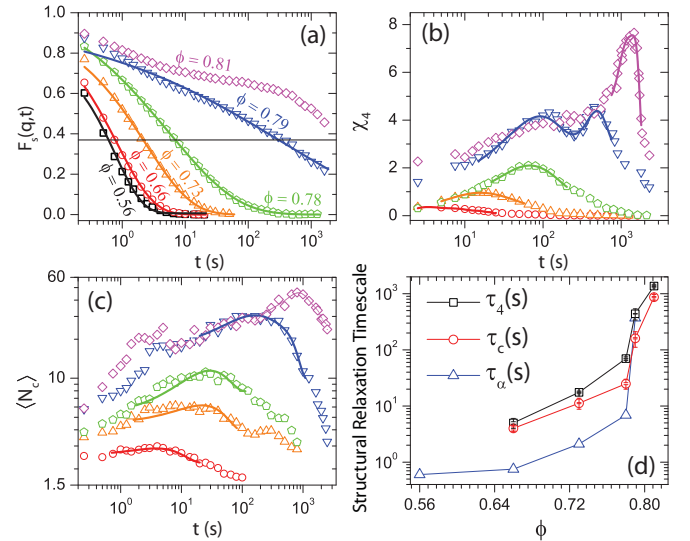 (a)
F_s(q,t)
1.0
0.8
0.6
0.4
0.2
0.0
ϕ = 0.81
ϕ = 0.79
ϕ = 0.78
ϕ = 0.73
ϕ = 0.66
ϕ = 0.56
10^0 10^1 10^2 10^3
t (s)
(b)
χ_4
8
6
4
2
0
10^1 10^2 10^3
t (s)
(c)
⟨N_c⟩
60
10
1.5
10^0 10^1 10^2 10^3
t (s)
Structural Relaxation Timescale
10^3
10^2
10^1
10^0
τ_4(s)
τ_c(s)
τ_α(s)
(d)
0.56 0.64 0.72 0.80
ϕ